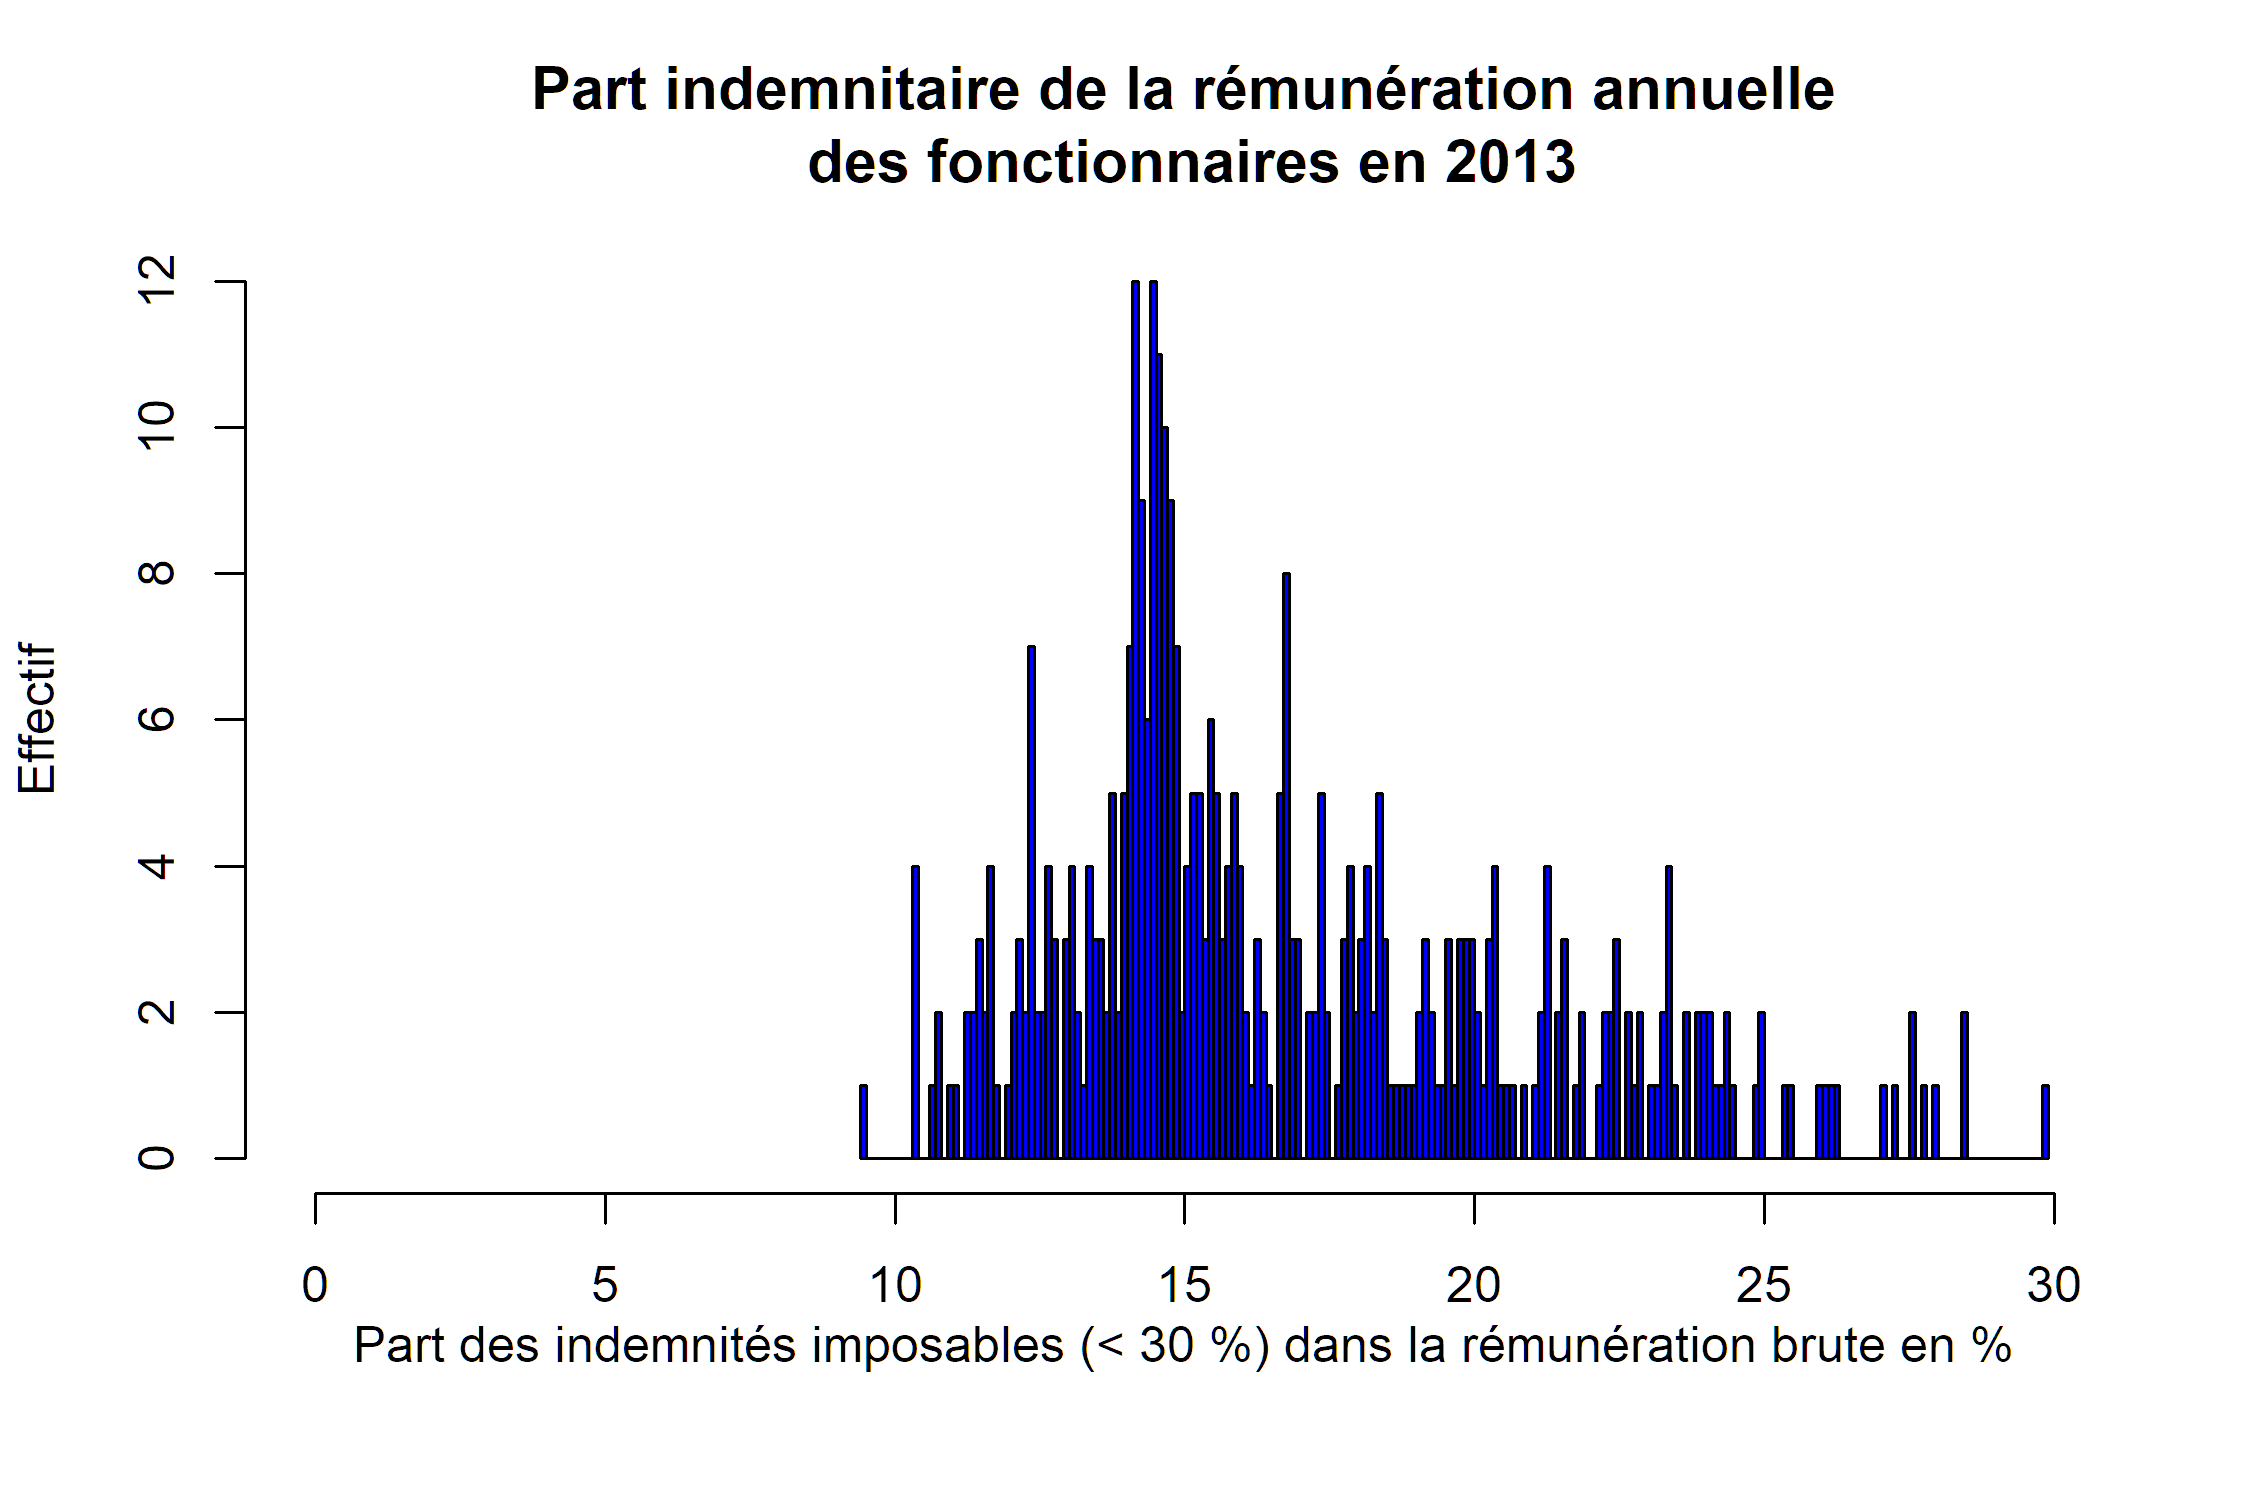 Part indemnitaire de la rémunération annuelle
des fonctionnaires en 2013
Effectif
12
10
8
6
4
2
0
0 5 10 15 20 25 30
Part des indemnités imposables (< 30 %) dans la rémunération brute en %